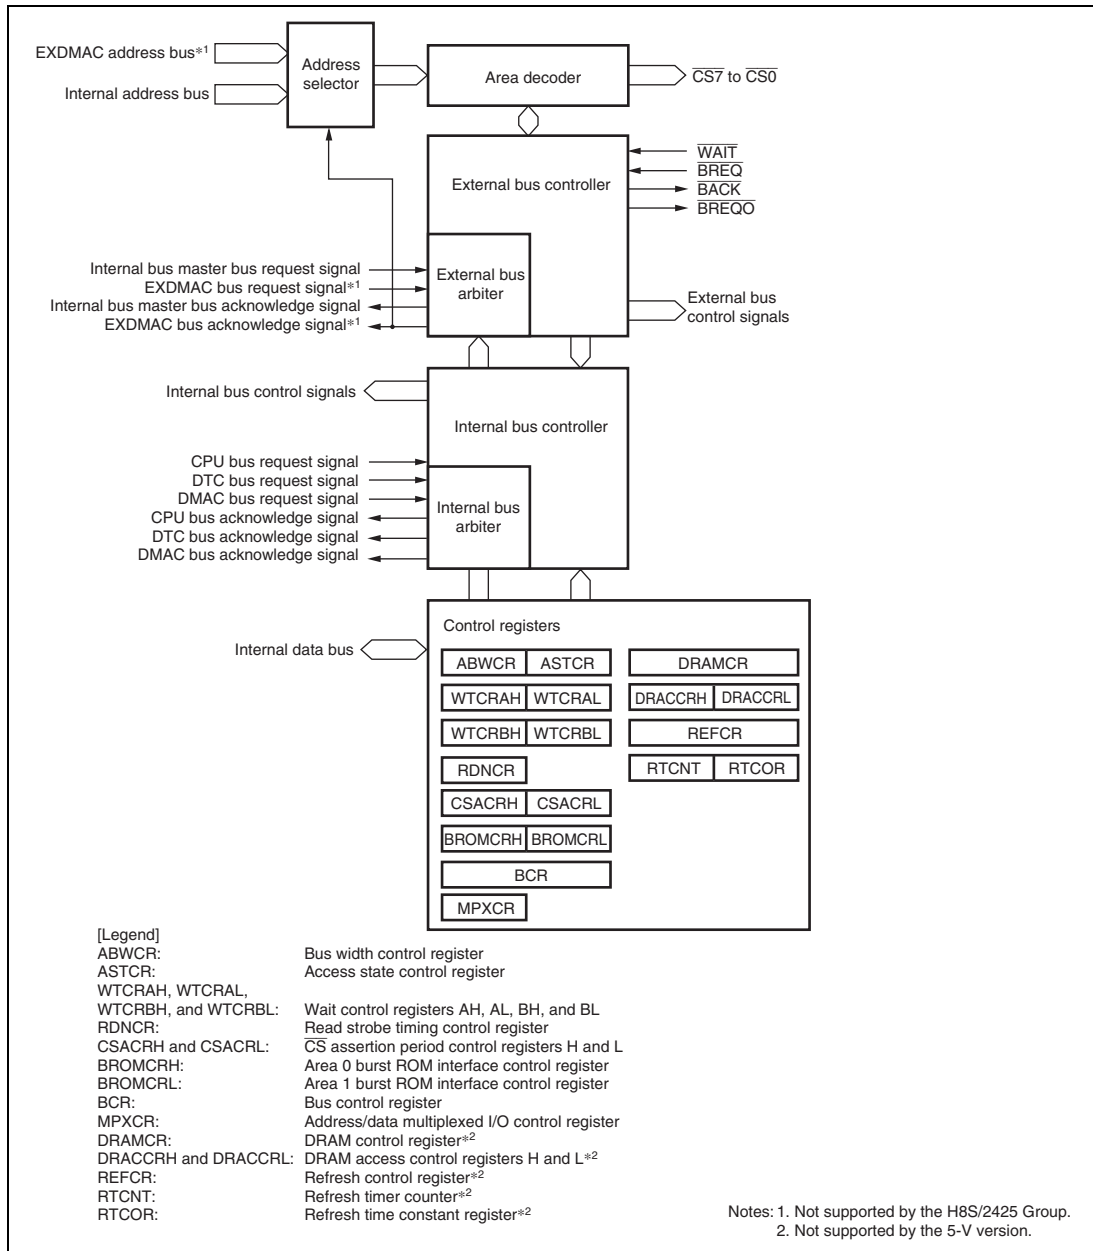 EXDMAC address bus*1
Internal address bus
Address
selector
Area decoder
CS7 to CS0
External bus controller
WAIT
BREQ
BACK
BREQO
Internal bus master bus request signal
EXDMAC bus request signal*1
Internal bus master bus acknowledge signal
EXDMAC bus acknowledge signal*1
External bus
arbiter
External bus
control signals
Internal bus control signals
Internal bus controller
CPU bus request signal
DTC bus request signal
DMAC bus request signal
CPU bus acknowledge signal
DTC bus acknowledge signal
DMAC bus acknowledge signal
Internal bus
arbiter
Internal data bus
Control registers
ABWCR ASTCR DRAMCR
WTCRAH WTCRAL DRACCRH DRACCRL
WTCRBH WTCRBL REFCR
RDNCR RTCNT RTCOR
CSACRH CSACRL
BROMCRH BROMCRL
BCR
MPXCR
[Legend]
ABWCR: Bus width control register
ASTCR: Access state control register
WTCRAH, WTCRAL,
WTCRBH, and WTCRBL: Wait control registers AH, AL, BH, and BL
RDNCR: Read strobe timing control register
CSACRH and CSACRL: CS assertion period control registers H and L
BROMCRH: Area 0 burst ROM interface control register
BROMCRL: Area 1 burst ROM interface control register
BCR: Bus control register
MPXCR: Address/data multiplexed I/O control register
DRAMCR: DRAM control register*2
DRACCRH and DRACCRL: DRAM access control registers H and L*2
REFCR: Refresh control register*2
RTCNT: Refresh timer counter*2
RTCOR: Refresh time constant register*2
Notes: 1. Not supported by the H8S/2425 Group.
2. Not supported by the 5-V version.